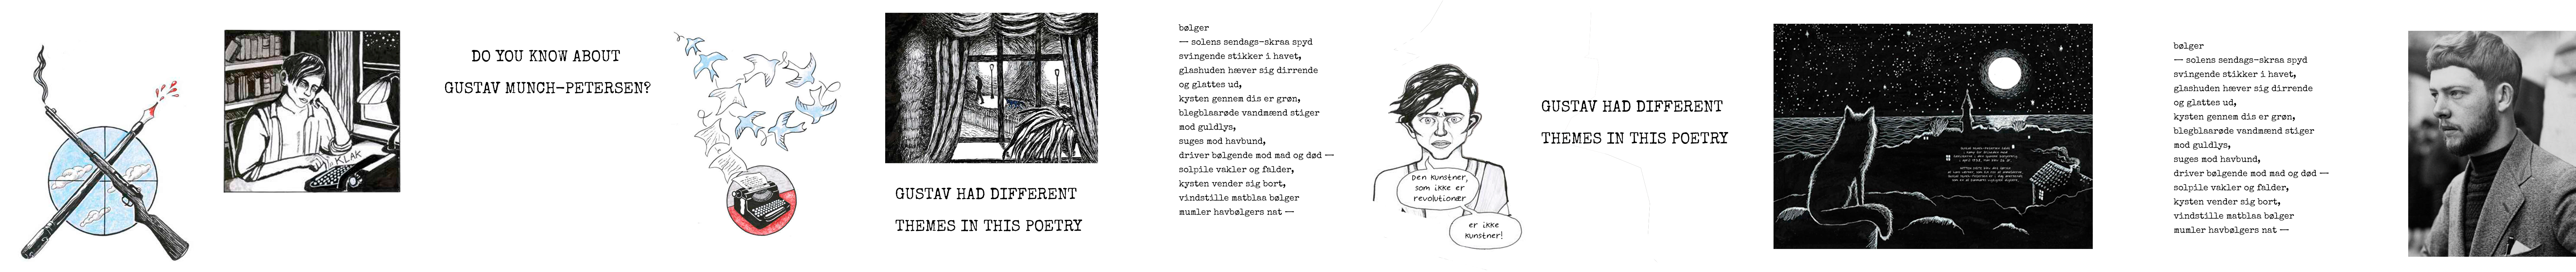 KLAK
DO YOU KNOW ABOUT
GUSTAV MUNCH-PETERSEN?
GUSTAV HAD DIFFERENT
THEMES IN THIS POETRY
bølger
— solens søndags-skraa spyd
svingende stikker i havet,
glashuden hæver sig dirrende
og glattes ud,
kysten gennem dis er grøn,
blegblaarøde vandmænd stiger
mod guldlys,
suges mod havbund,
driver bølgende mod mad og død —
solpile vakler og falder,
kysten vender sig bort,
vindstille matblaa bølger
mumler havbølgers nat —
Den kunstner,
som ikke er
revolutionær
er ikke
kunstner!
GUSTAV HAD DIFFERENT
THEMES IN THIS POETRY
bølger
— solens søndags-skraa spyd
svingende stikker i havet,
glashuden hæver sig dirrende
og glattes ud,
kysten gennem dis er grøn,
blegblaarøde vandmænd stiger
mod guldlys,
suges mod havbund,
driver bølgende mod mad og død —
solpile vakler og falder,
kysten vender sig bort,
vindstille matblaa bølger
mumler havbølgers nat —